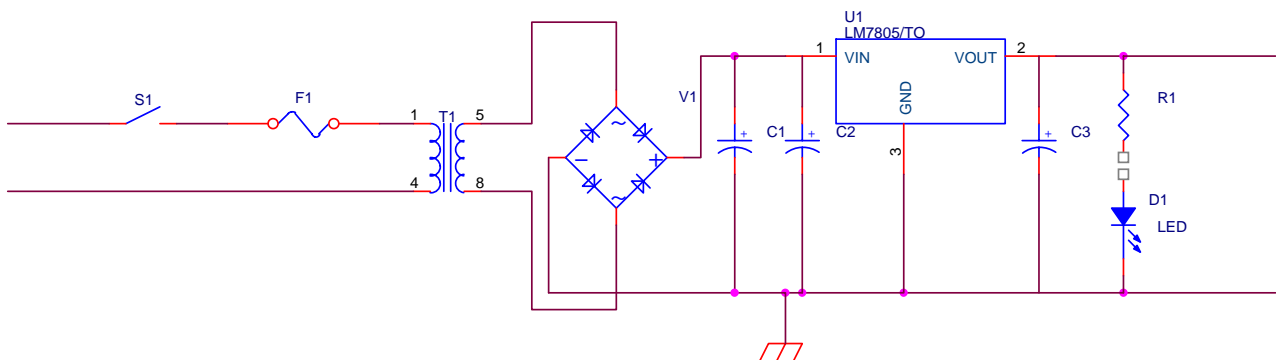 U1
LM7805/TO
1
VIN
VOUT
2
GND
3
S1
F1
1
T1
5
4
8
~
~
−
+
V1
+
C1
+
C2
+
C3
R1
D1
LED